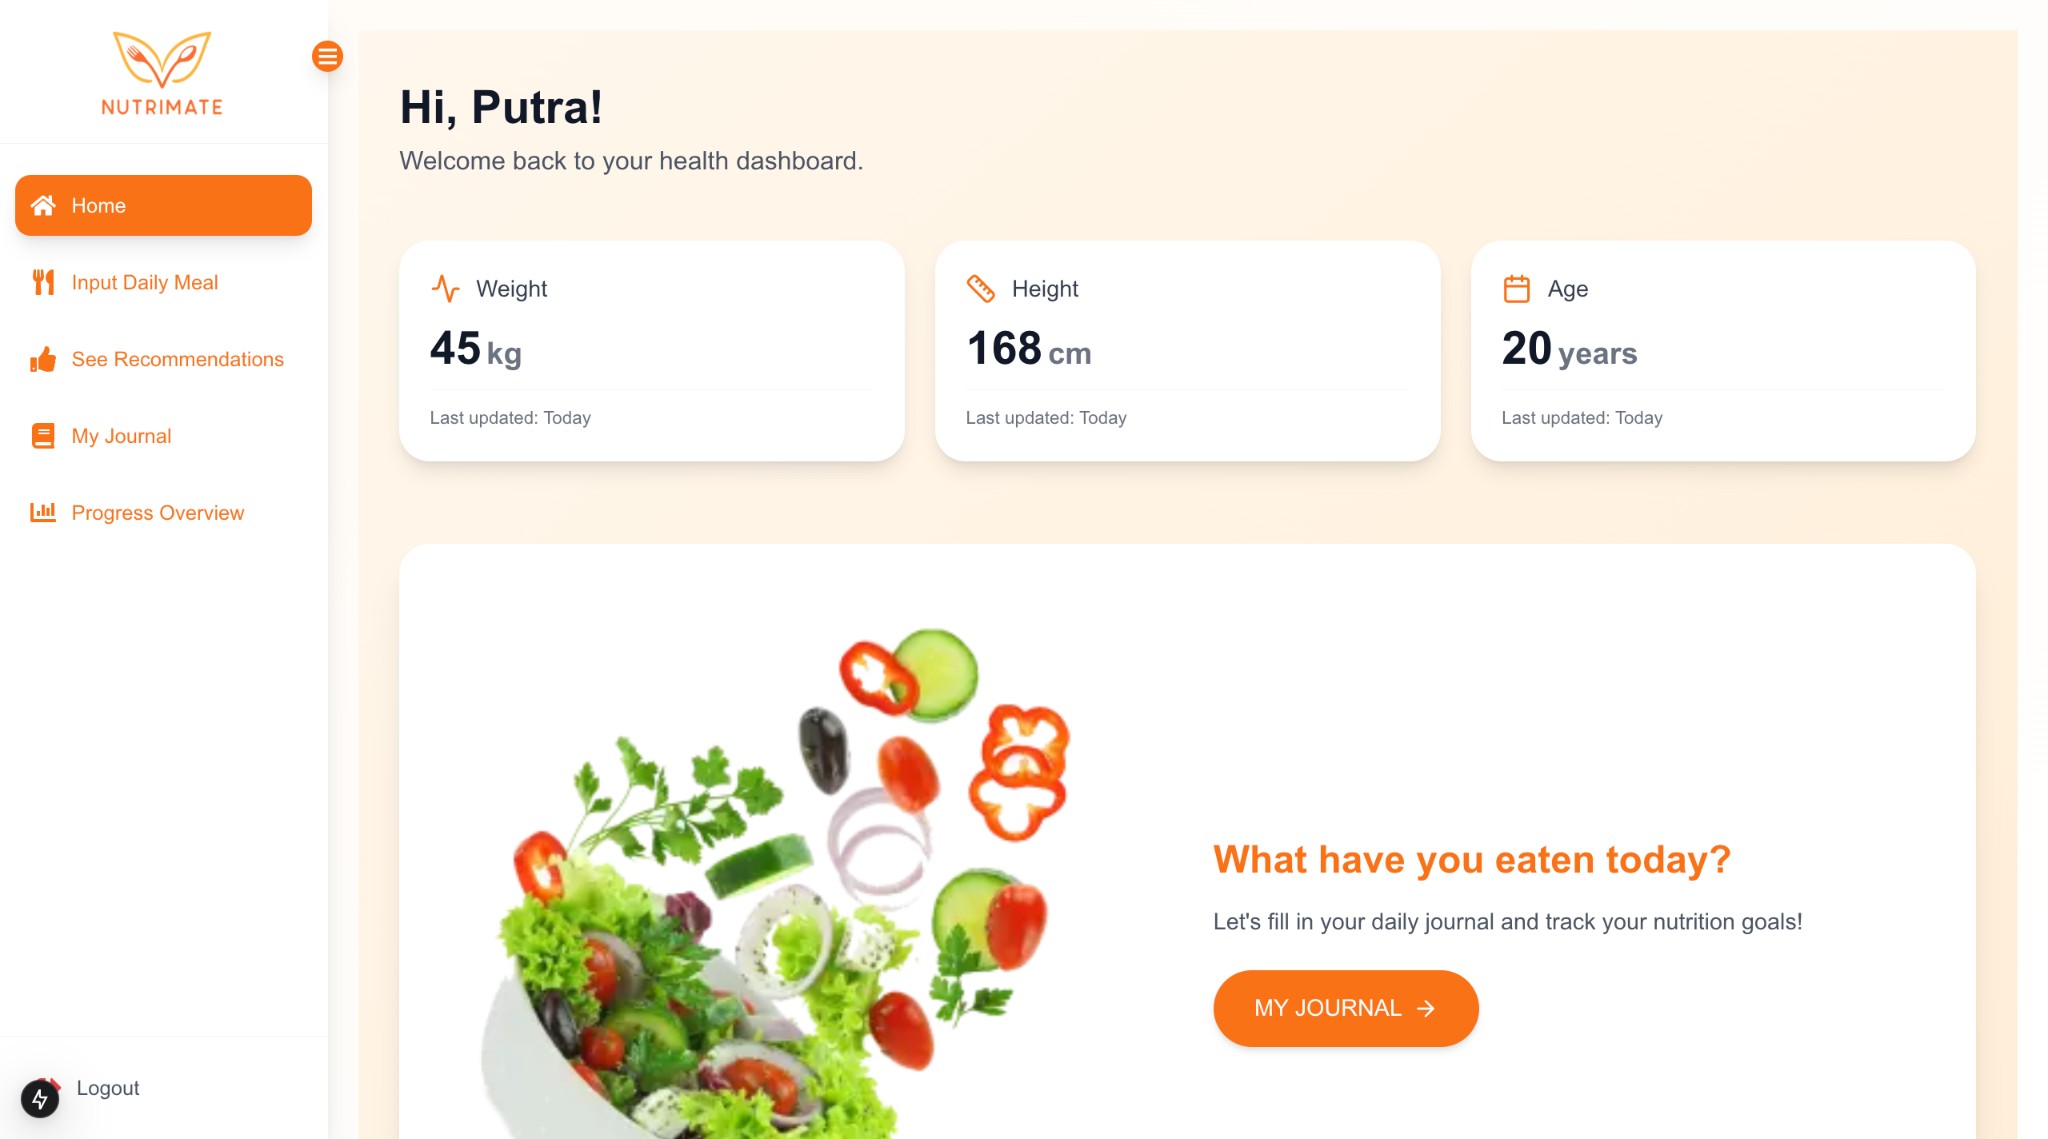 NUTRIMATE
Home
Input Daily Meal
See Recommendations
My Journal
Progress Overview
Logout
Hi, Putra!
Welcome back to your health dashboard.
Weight
45 kg
Last updated: Today
Height
168 cm
Last updated: Today
Age
20 years
Last updated: Today
What have you eaten today?
Let's fill in your daily journal and track your nutrition goals!
MY JOURNAL